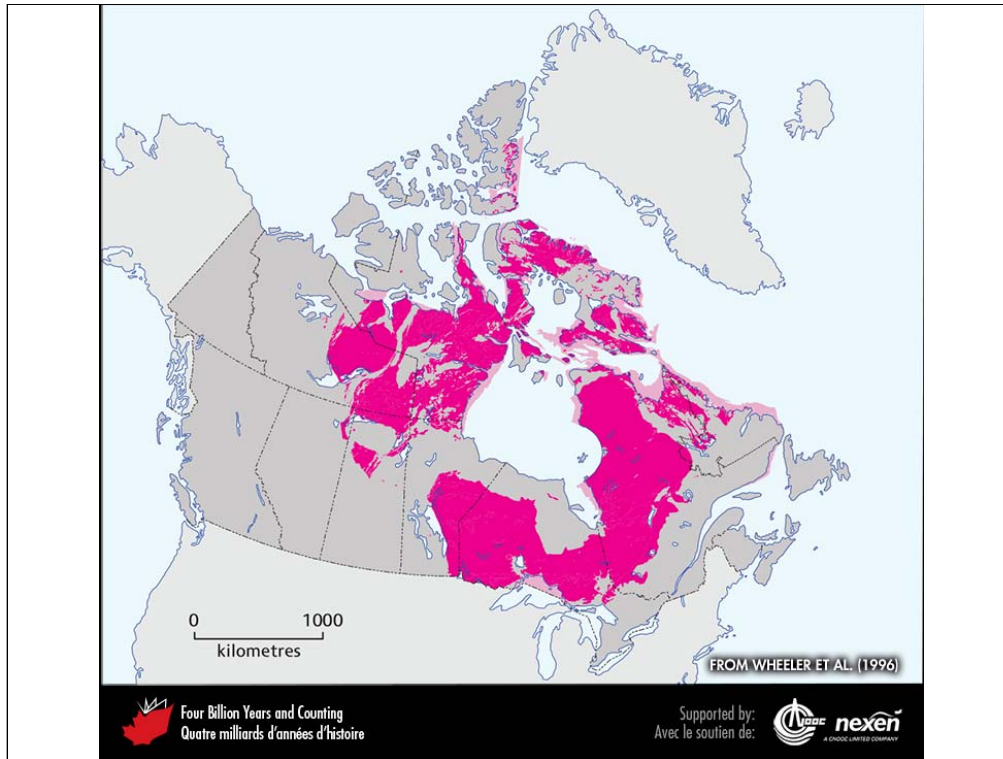 0 1000
kilometres
FROM WHEELER ET AL. (1996)
Four Billion Years and Counting
Quatre milliards d'années d'histoire
Supported by:
Avec le soutien de:
CNOOC
nexen
A CNOOC LIMITED COMPANY